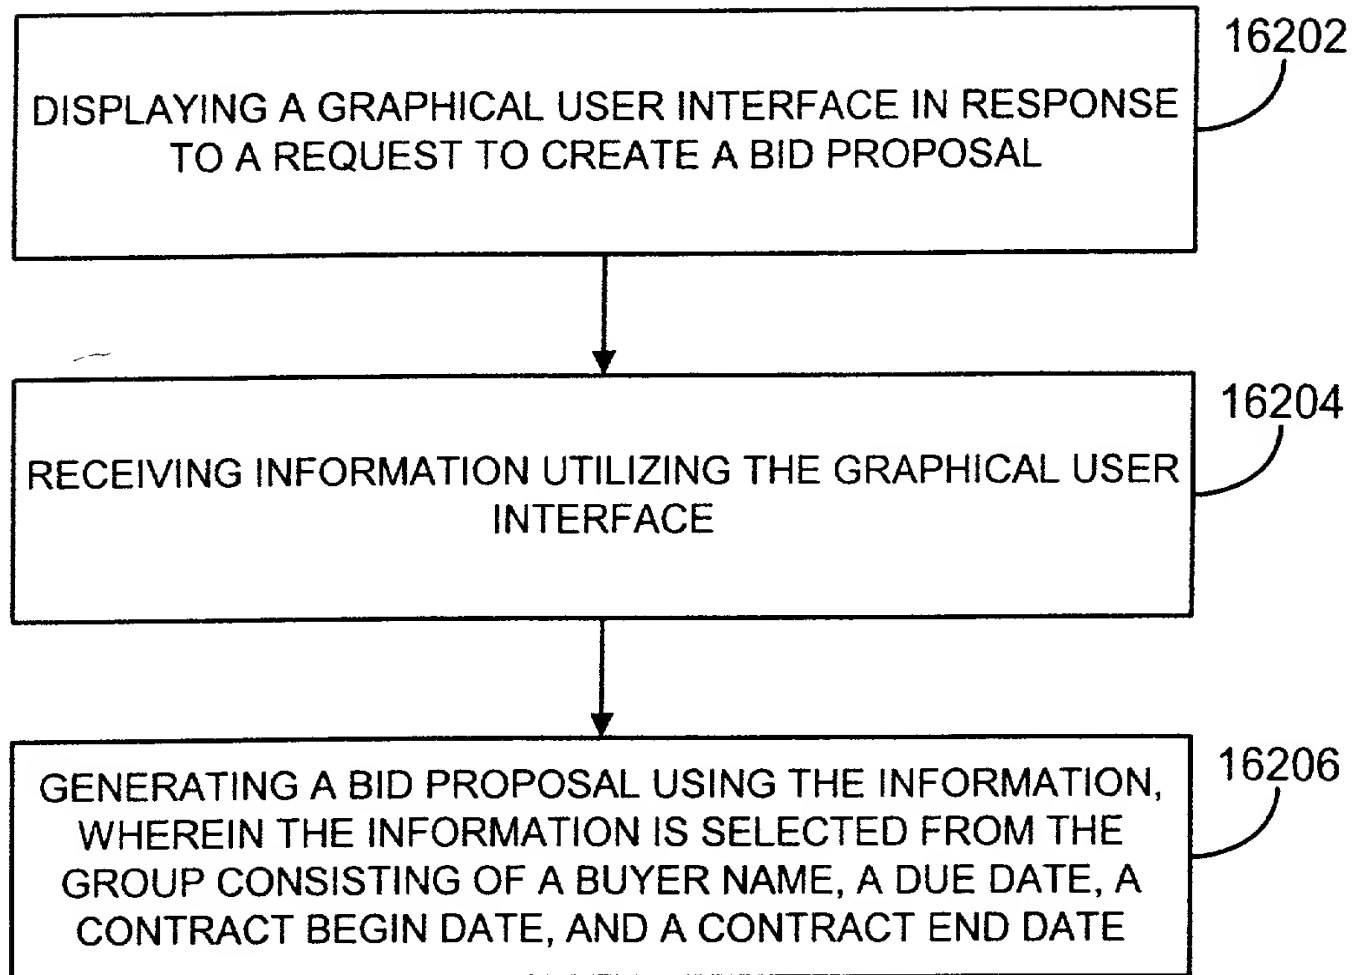 16202
DISPLAYING A GRAPHICAL USER INTERFACE IN RESPONSE
TO A REQUEST TO CREATE A BID PROPOSAL
16204
RECEIVING INFORMATION UTILIZING THE GRAPHICAL USER
INTERFACE
16206
GENERATING A BID PROPOSAL USING THE INFORMATION,
WHEREIN THE INFORMATION IS SELECTED FROM THE
GROUP CONSISTING OF A BUYER NAME, A DUE DATE, A
CONTRACT BEGIN DATE, AND A CONTRACT END DATE